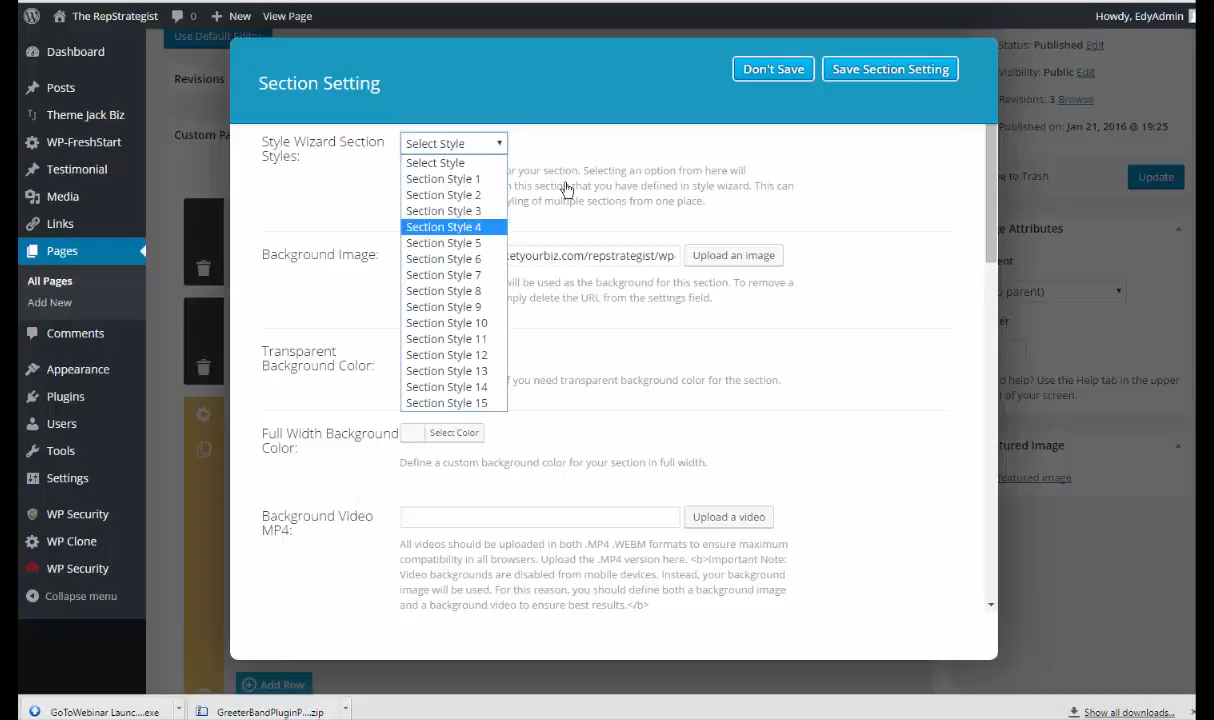 The RepStrategist
0
New
View Page
Howdy, EdyAdmin
Dashboard
Posts
Theme Jack Biz
WP-FreshStart
Testimonial
Media
Links
Pages
All Pages
Add New
Comments
Appearance
Plugins
Users
Tools
Settings
WP Security
WP Clone
WP Security
Collapse menu
Use Default Editor
Revisions
Custom Pa
Section Setting
Don't Save
Save Section Setting
Style Wizard Section
Styles:
Select Style
Select Style
Section Style 1
Section Style 2
Section Style 3
Section Style 4
Section Style 5
Section Style 6
Section Style 7
Section Style 8
Section Style 9
Section Style 10
Section Style 11
Section Style 12
Section Style 13
Section Style 14
Section Style 15
or your section. Selecting an option from here will
n this section that you have defined in style wizard. This can
yling of multiple sections from one place.
Background Image:
ketyourbiz.com/repstrategist/wp-
Upload an image
will be used as the background for this section. To remove a
mply delete the URL from the settings field.
Transparent
Background Color:
f you need transparent background color for the section.
Full Width Background
Color:
Select Color
Define a custom background color for your section in full width.
Background Video
MP4:
Upload a video
All videos should be uploaded in both .MP4 .WEBM formats to ensure maximum
compatibility in all browsers. Upload the .MP4 version here. <b>Important Note:
Video backgrounds are disabled from mobile devices. Instead, your background
image will be used. For this reason, you should define both a background image
and a background video to ensure best results.</b>
Add Row
Status: Published Edit
Visibility: Public Edit
Revisions: 3 Browse
Published on: Jan 21, 2016 @ 19:25
ve to Trash
Update
ge Attributes
ent
parent)
er
d help? Use the Help tab in the upper
t of your screen.
tured Image
featured image
GoToWebinar Launc....exe
GreeterBandPluginP...zip
Show all downloads...